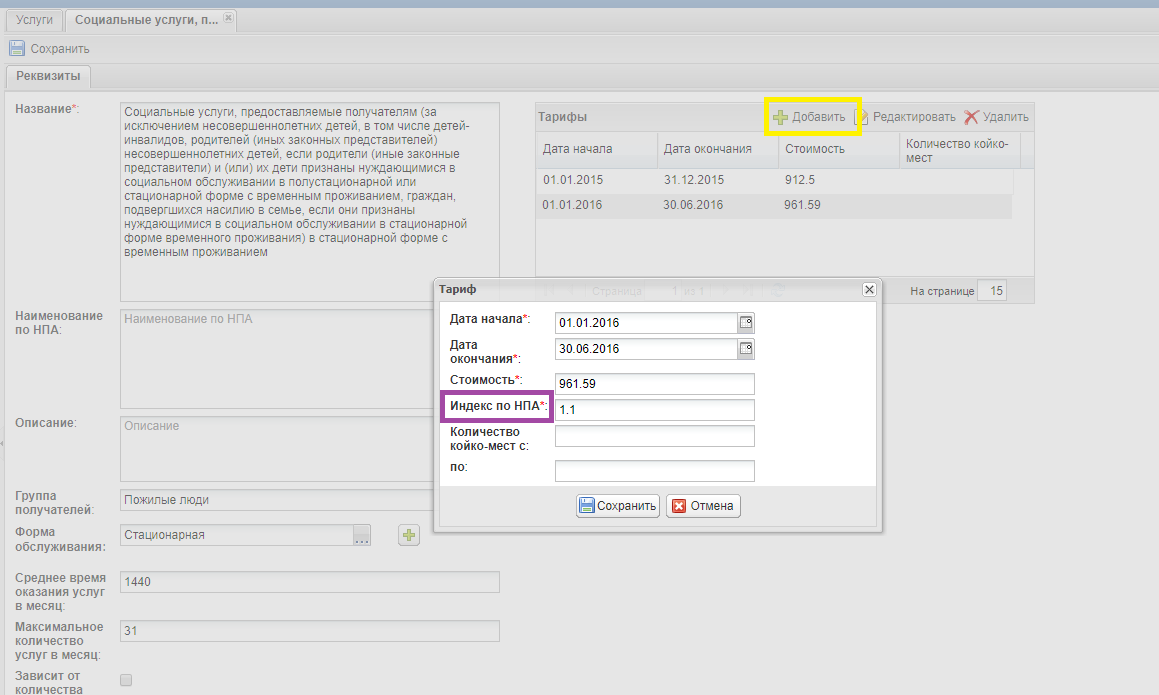 Услуги
Социальные услуги, п...
Сохранить
Реквизиты
Название*:
Социальные услуги, предоставляемые получателям (за
исключением несовершеннолетних детей, в том числе детей-
инвалидов, родителей (иных законных представителей)
несовершеннолетних детей, если родители (иные законные
представители) и (или) их дети признаны нуждающимися в
социальном обслуживании в полустационарной или
стационарной форме с временным проживанием, граждан,
подвергшихся насилию в семье, если они признаны
нуждающимися в социальном обслуживании в стационарной
форме временного проживания) в стационарной форме с
временным проживанием
Тарифы
Добавить
Редактировать
Удалить
Дата начала
Дата окончания
Стоимость
Количество койко-
мест
01.01.2015 31.12.2015 912.5
01.01.2016 30.06.2016 961.59
Страница 1 из 1
На странице 15
Наименование
по НПА:
Наименование по НПА
Описание:
Описание
Группа
получателей:
Пожилые люди
Форма
обслуживания:
Стационарная
...
Среднее время
оказания услуг
в месяц:
1440
Максимальное
количество
услуг в месяц:
31
Зависит от
количества
Тариф
Дата начала*:
01.01.2016
Дата
окончания*:
30.06.2016
Стоимость*:
961.59
Индекс по НПА*:
1.1
Количество
койко-мест с:
по:
Сохранить
Отмена